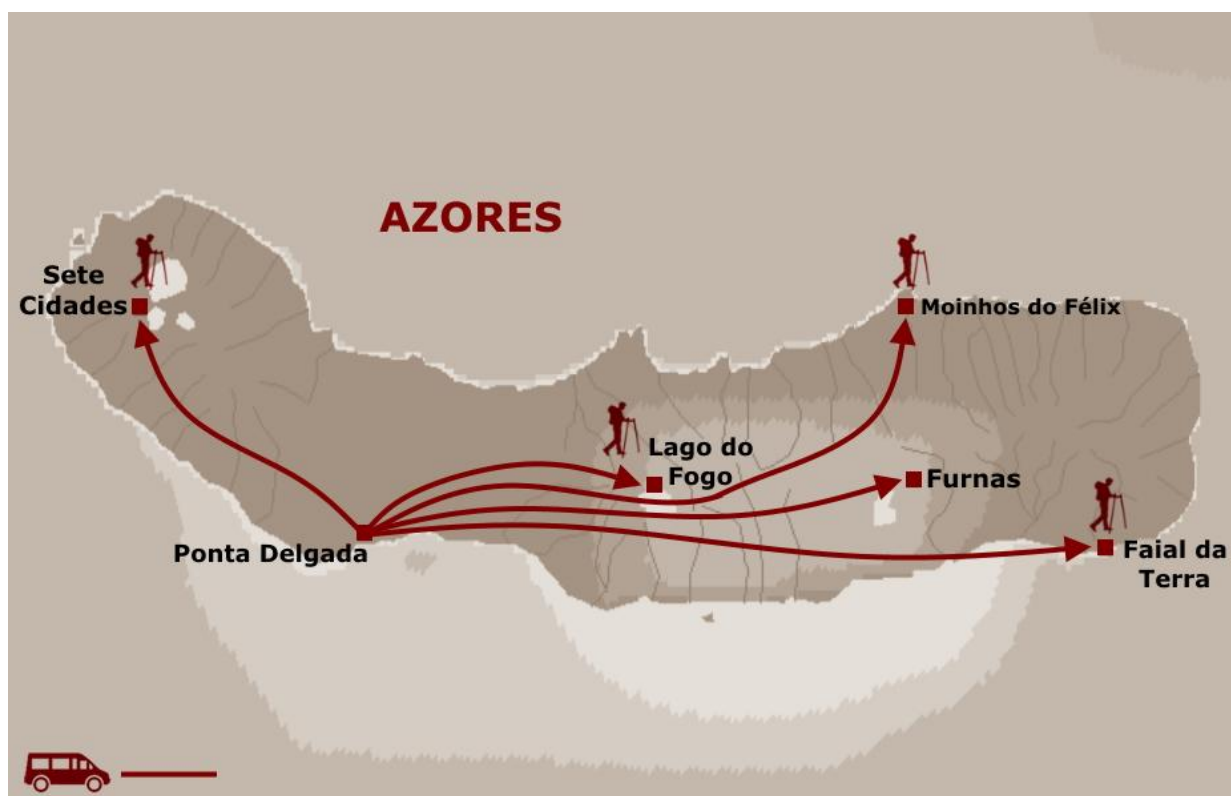 AZORES
Sete
Cidades
Moinhos do Félix
Lago do
Fogo
Furnas
Ponta Delgada
Faial da
Terra